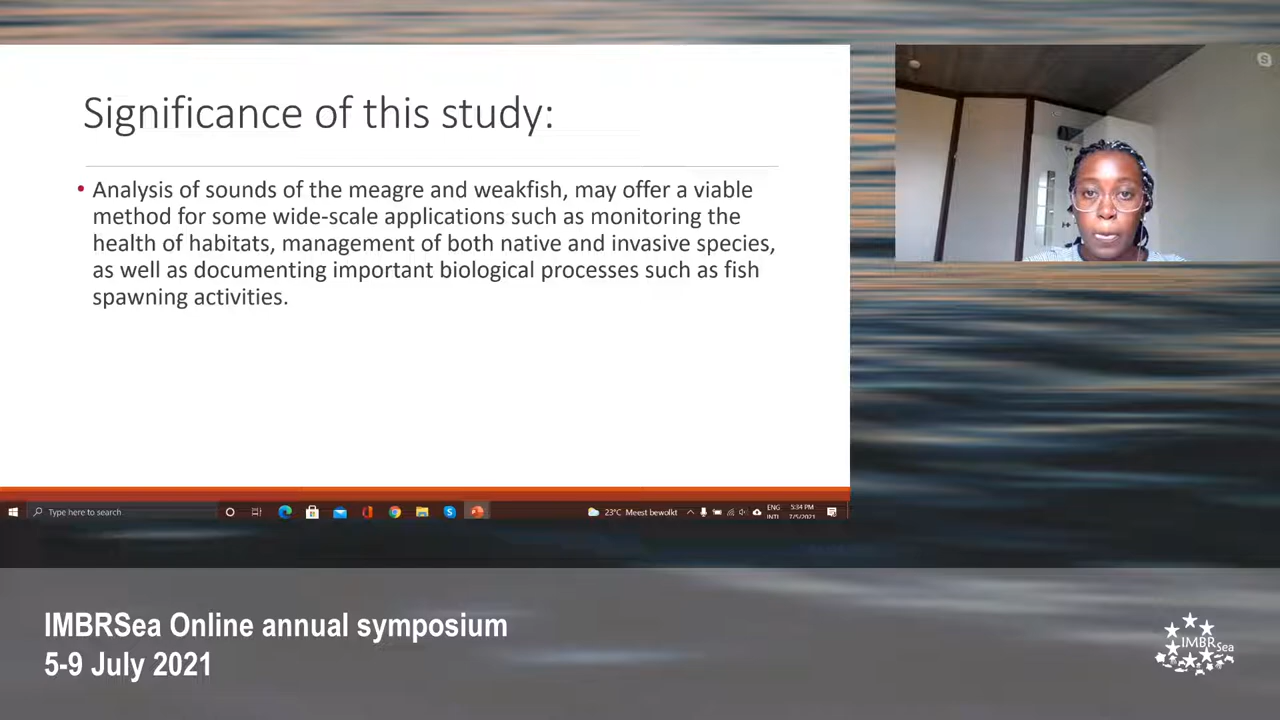 Significance of this study:
• Analysis of sounds of the meagre and weakfish, may offer a viable
method for some wide-scale applications such as monitoring the
health of habitats, management of both native and invasive species,
as well as documenting important biological processes such as fish
spawning activities.
Type here to search
23°C Meest bewolkt
ENG
INTL
5:34 PM
7/5/2021
IMBRSea Online annual symposium
5-9 July 2021
IMBRSea